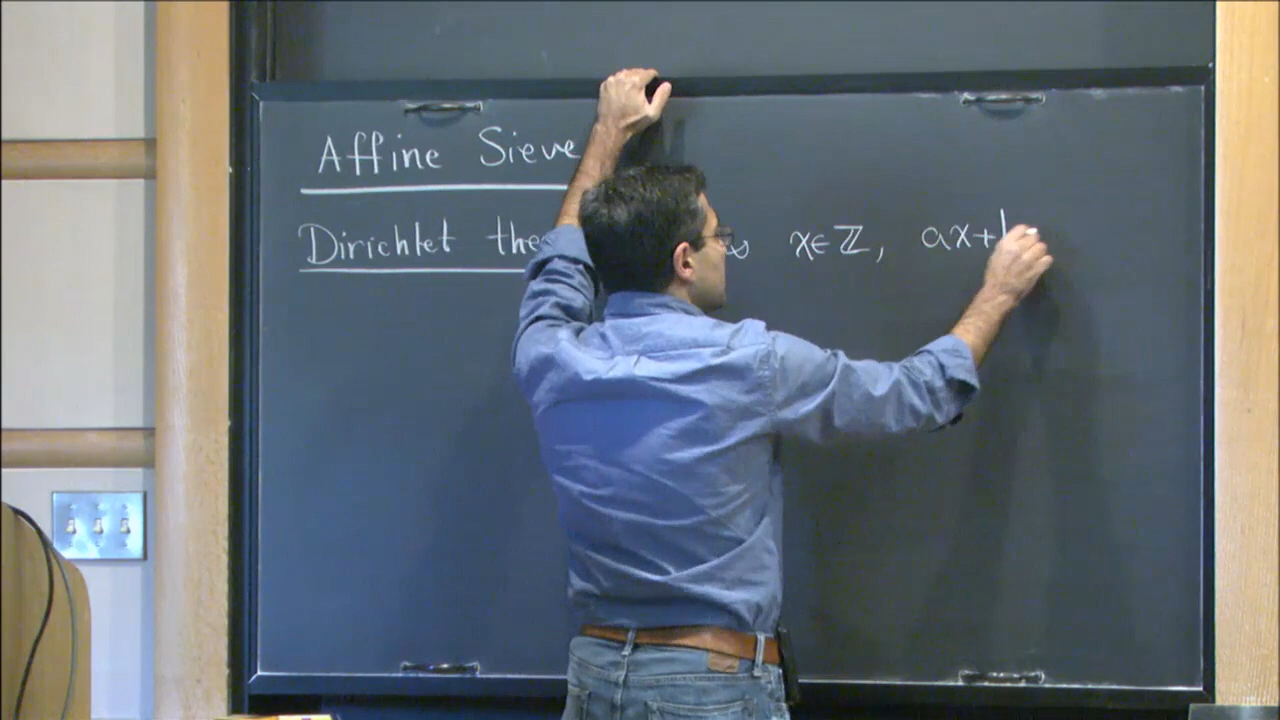 Affine Sieve
Dirichlet the x∈ℤ, ax+